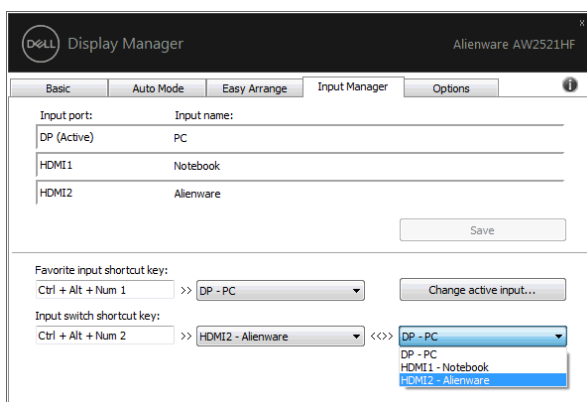 x
DELL Display Manager Alienware AW2521HF
Basic Auto Mode Easy Arrange Input Manager Options i
Input port: Input name:
DP (Active) PC
HDMI1 Notebook
HDMI2 Alienware
Save
Favorite input shortcut key:
Ctrl + Alt + Num 1 >> DP - PC Change active input...
Input switch shortcut key:
Ctrl + Alt + Num 2 >> HDMI2 - Alienware <<>> DP - PC
DP - PC
HDMI1 - Notebook
HDMI2 - Alienware